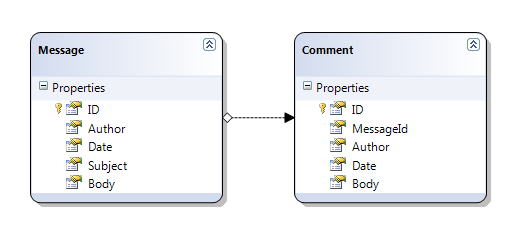 Message
Properties
ID
Author
Date
Subject
Body
Comment
Properties
ID
MessageId
Author
Date
Body